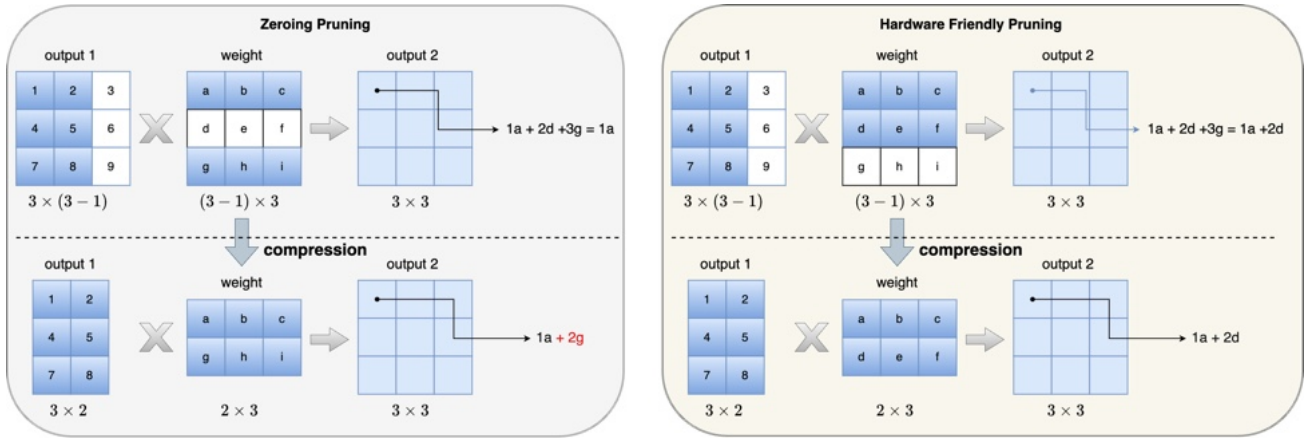 Zeroing Pruning
output 1 weight output 2
1 2 3 a b c
4 5 6 d e f 1a + 2d +3g = 1a
7 8 9 g h i
3 × (3 − 1) (3 − 1) × 3 3 × 3
compression
output 1 weight output 2
1 2 a b c
4 5 g h i 1a + 2g
7 8
3 × 2 2 × 3 3 × 3
Hardware Friendly Pruning
output 1 weight output 2
1 2 3 a b c
4 5 6 d e f 1a + 2d +3g = 1a +2d
7 8 9 g h i
3 × (3 − 1) (3 − 1) × 3 3 × 3
compression
output 1 weight output 2
1 2 a b c
4 5 d e f 1a + 2d
7 8
3 × 2 2 × 3 3 × 3